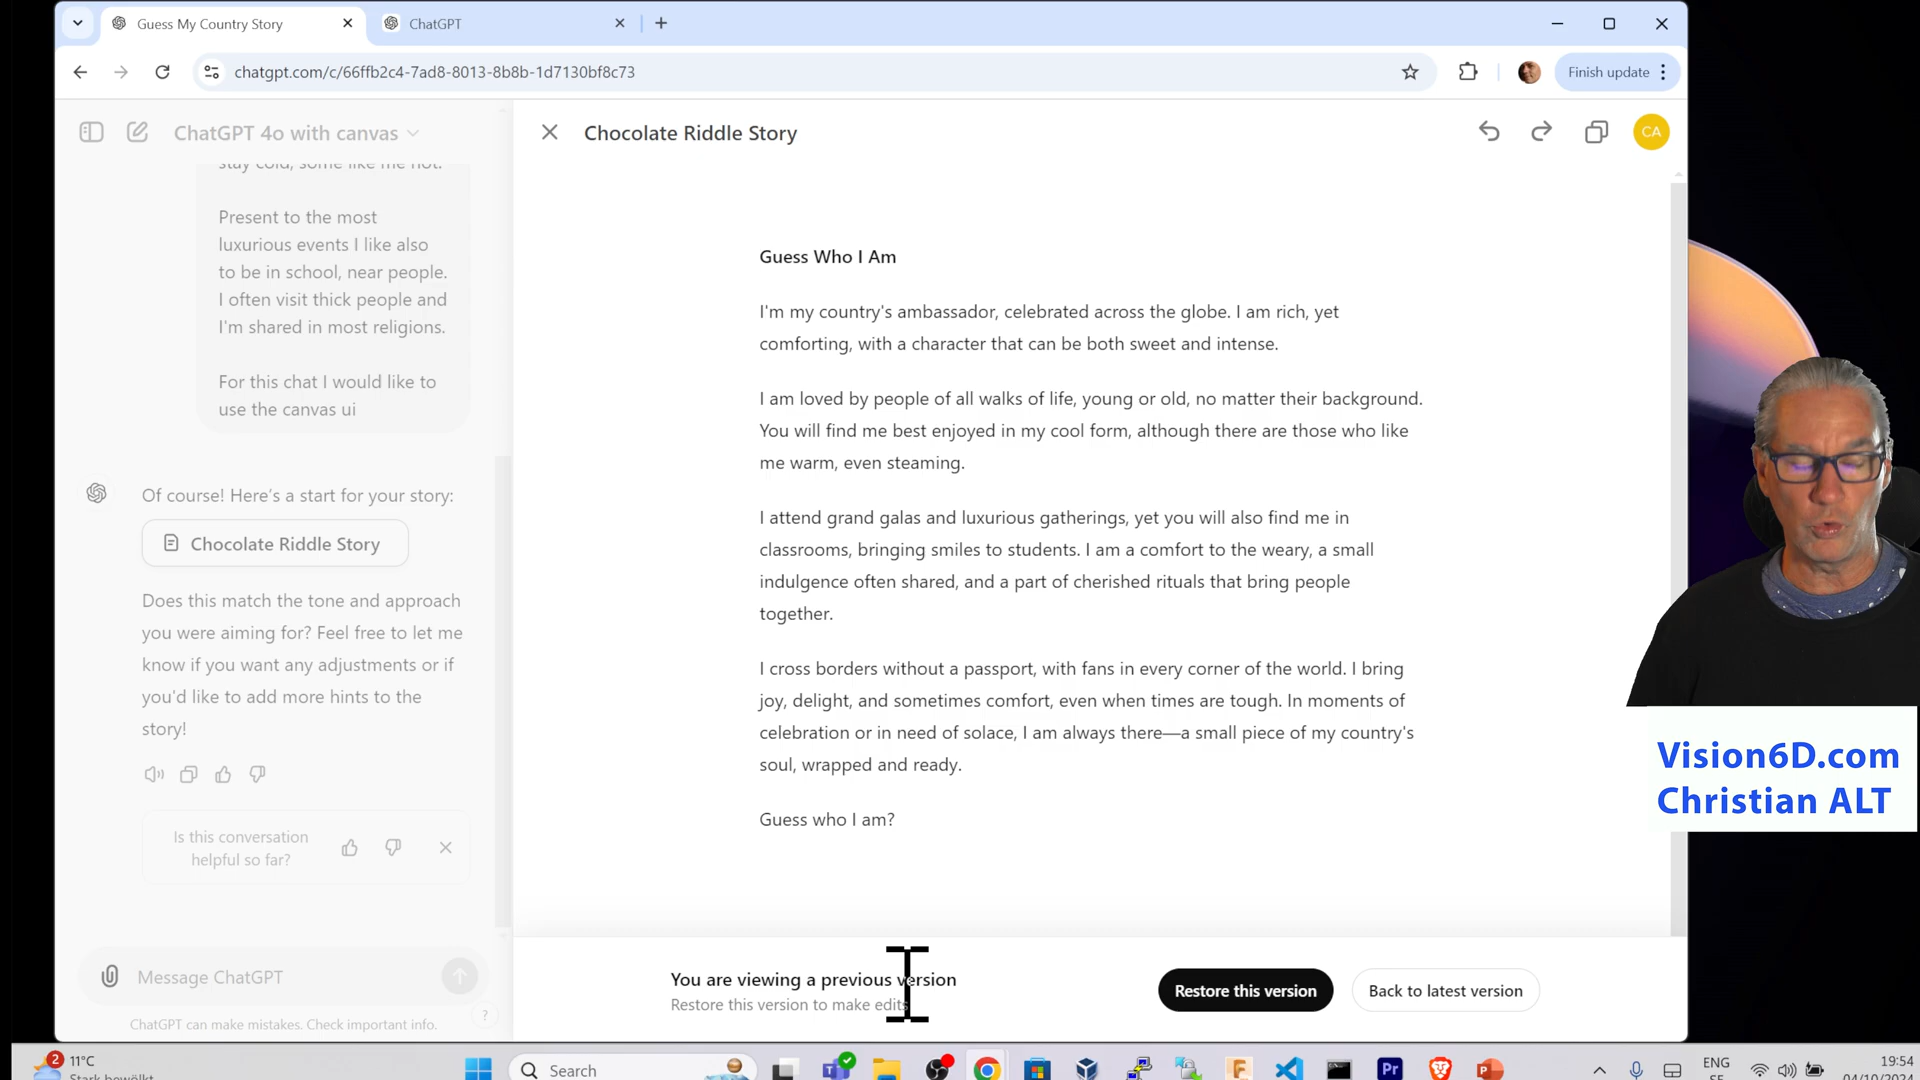 Guess My Country Story
ChatGPT
chatgpt.com/c/66ffb2c4-7ad8-8013-8b8b-1d7130bf8c73
Finish update
ChatGPT 4o with canvas
stay cold, some like me hot.
Present to the most
luxurious events I like also
to be in school, near people.
I often visit thick people and
I'm shared in most religions.
For this chat I would like to
use the canvas ui
Of course! Here's a start for your story:
Chocolate Riddle Story
Does this match the tone and approach
you were aiming for? Feel free to let me
know if you want any adjustments or if
you'd like to add more hints to the
story!
Is this conversation
helpful so far?
Message ChatGPT
ChatGPT can make mistakes. Check important info.
?
Chocolate Riddle Story
CA
Guess Who I Am
I'm my country's ambassador, celebrated across the globe. I am rich, yet
comforting, with a character that can be both sweet and intense.
I am loved by people of all walks of life, young or old, no matter their background.
You will find me best enjoyed in my cool form, although there are those who like
me warm, even steaming.
I attend grand galas and luxurious gatherings, yet you will also find me in
classrooms, bringing smiles to students. I am a comfort to the weary, a small
indulgence often shared, and a part of cherished rituals that bring people
together.
I cross borders without a passport, with fans in every corner of the world. I bring
joy, delight, and sometimes comfort, even when times are tough. In moments of
celebration or in need of solace, I am always there—a small piece of my country's
soul, wrapped and ready.
Guess who I am?
You are viewing a previous version
Restore this version to make edits
Restore this version
Back to latest version
Vision6D.com
Christian ALT
2
11°C
Stark bewölkt
Search
Pr
ENG
19:54
04/10/2024